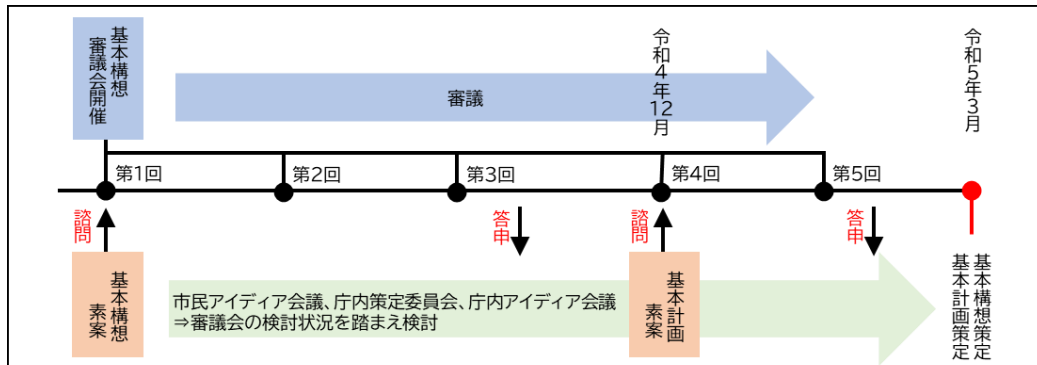 基本構想
審議会開催
審議
令和4年12月
令和5年3月
第1回
第2回
第3回
第4回
第5回
諮問
答申
諮問
答申
基本構想
素案
市民アイディア会議、庁内策定委員会、庁内アイディア会議
⇒審議会の検討状況を踏まえ検討
基本計画
素案
基本構想策定
基本計画策定